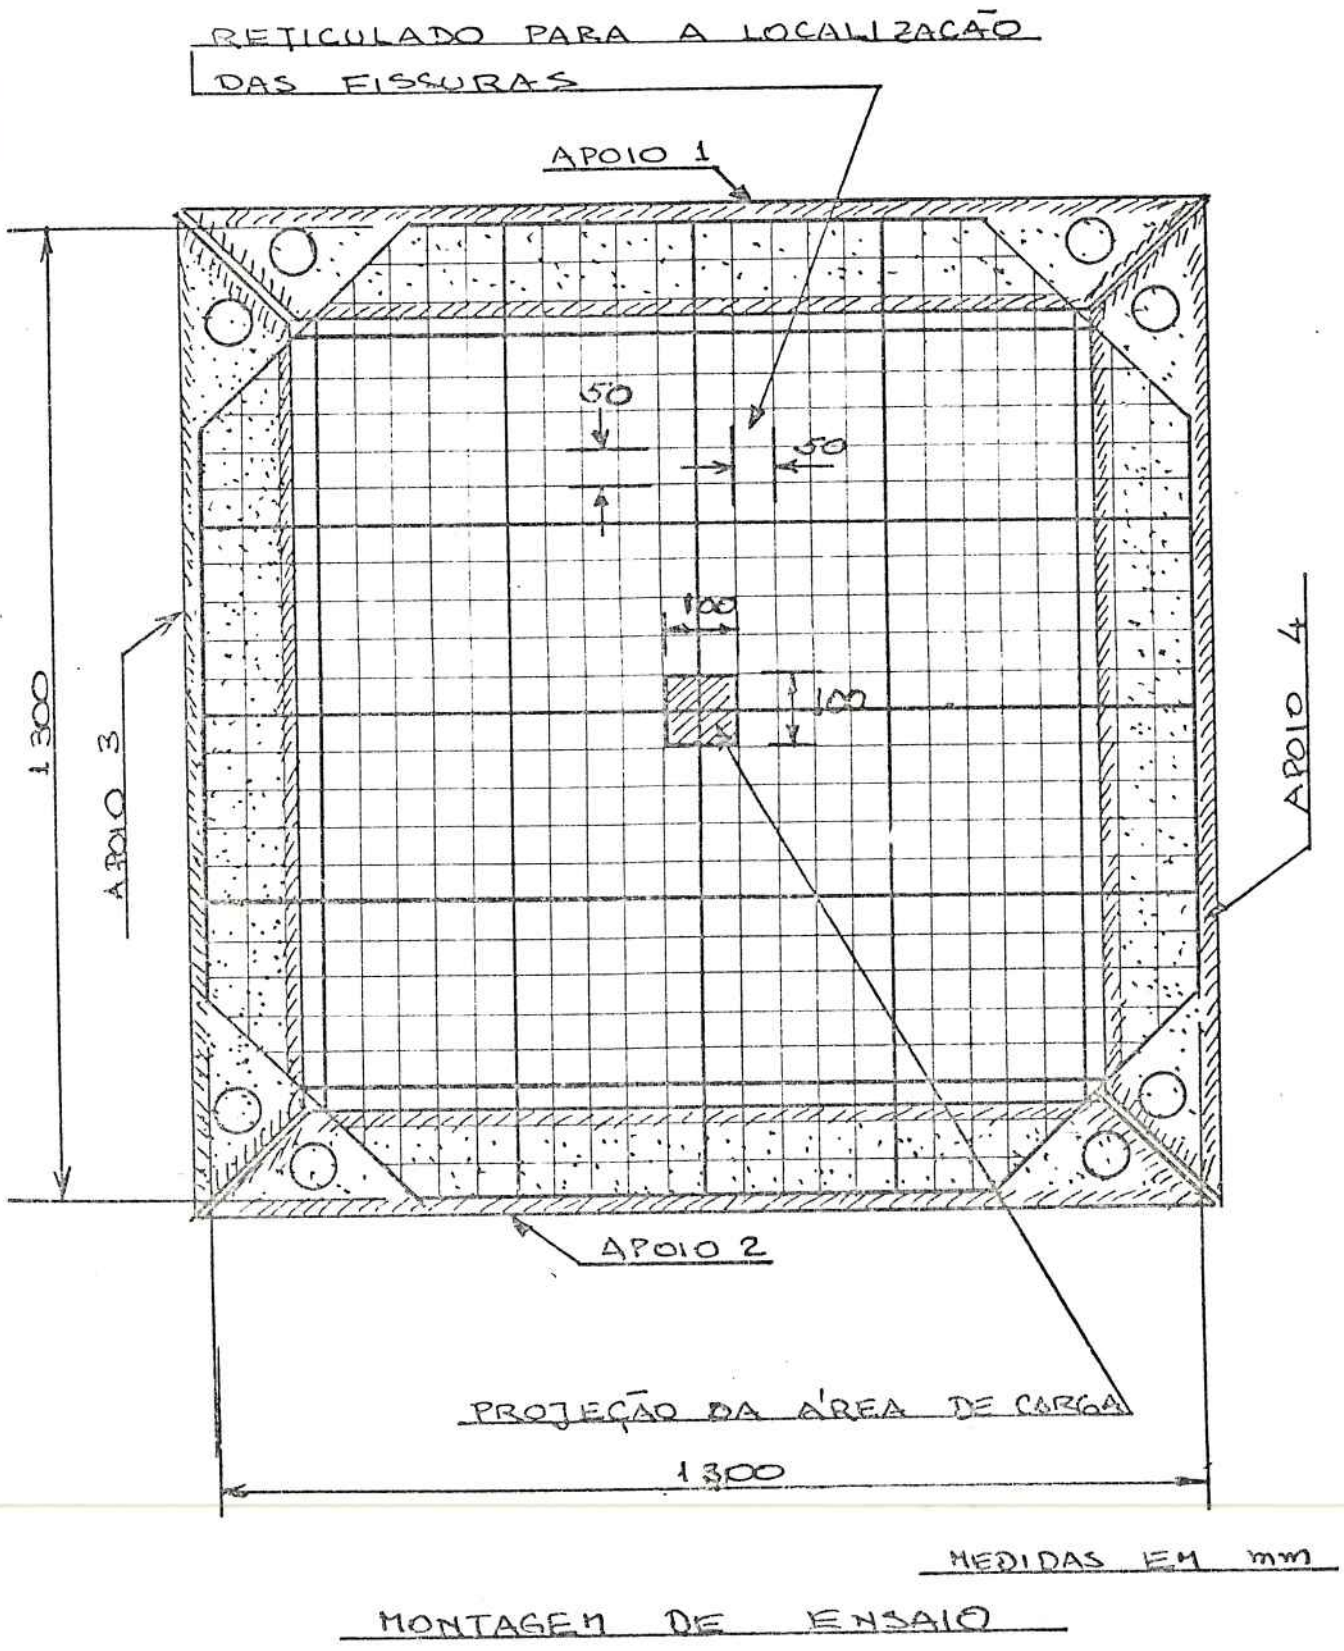 RETICULADO PARA A LOCALIZAÇÃO
DAS FISSURAS
APOIO 1
50
50
100
100
1300
APOIO 3
APOIO 4
APOIO 2
PROJEÇÃO DA ÁREA DE CARGA
1300
MEDIDAS EM mm
MONTAGEM DE ENSAIO